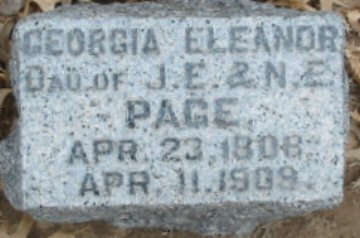 GEORGIA ELEANOR
DAU. OF J.E. & N.E.
PAGE.
APR. 23. 1908.
APR. 11. 1909.